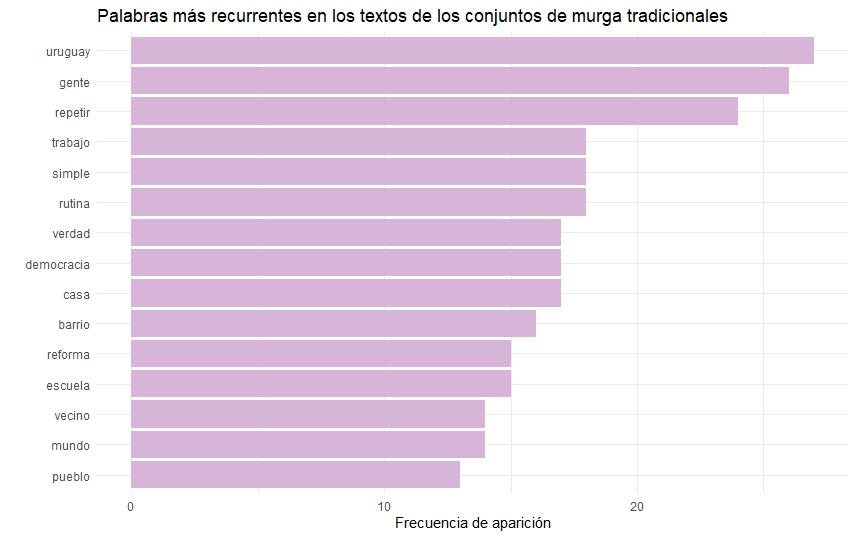 Palabras más recurrentes en los textos de los conjuntos de murga tradicionales
uruguay
gente
repetir
trabajo
simple
rutina
verdad
democracia
casa
barrio
reforma
escuela
vecino
mundo
pueblo
0 10 20
Frecuencia de aparición